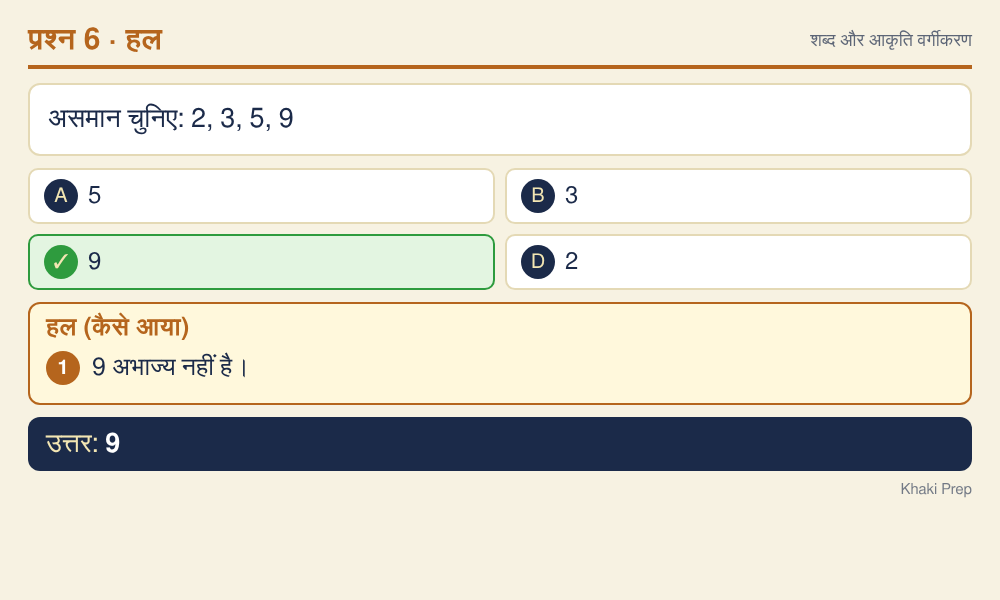 प्रश्न 6 · हल
शब्द और आकृति वर्गीकरण
असमान चुनिए: 2, 3, 5, 9
A 5
B 3
✓ 9
D 2
हल (कैसे आया)
1 9 अभाज्य नहीं है।
उत्तर: 9
Khaki Prep